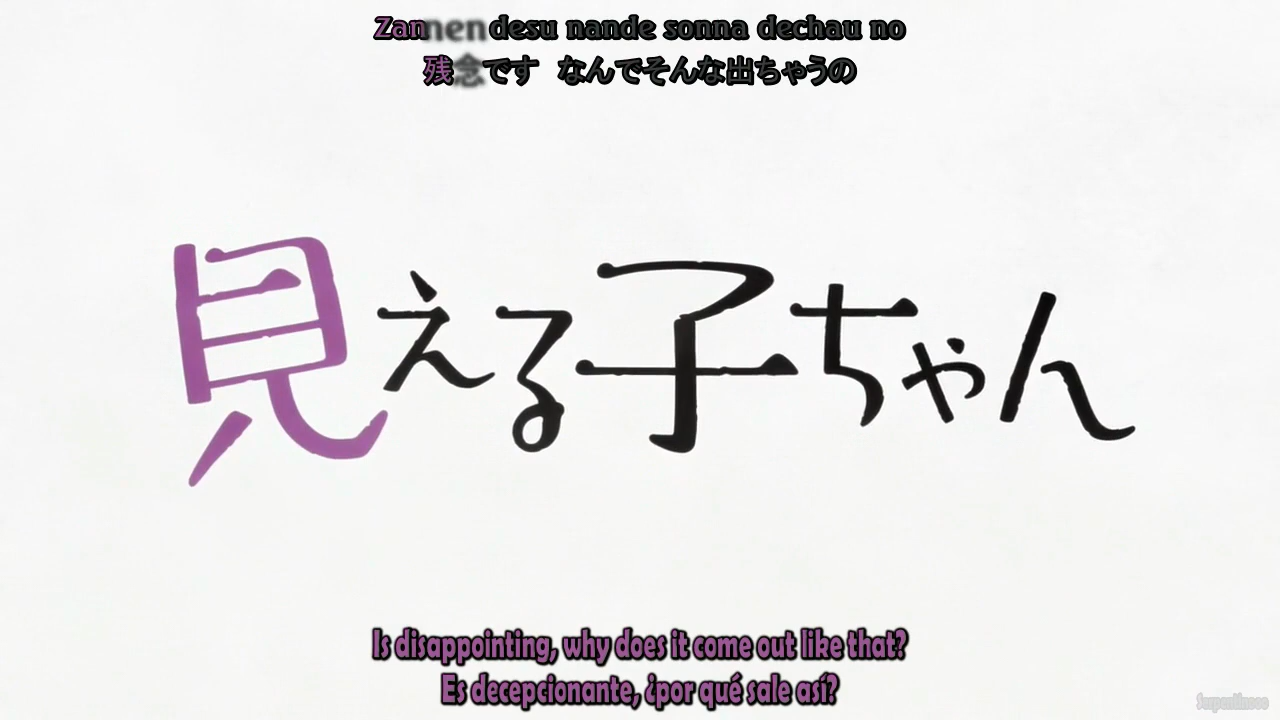 Zannen desu nande sonna dechau no
残念です なんでそんな出ちゃうの
見える子ちゃん
Is disappointing, why does it come out like that?
Es decepcionante, ¿por qué sale así?